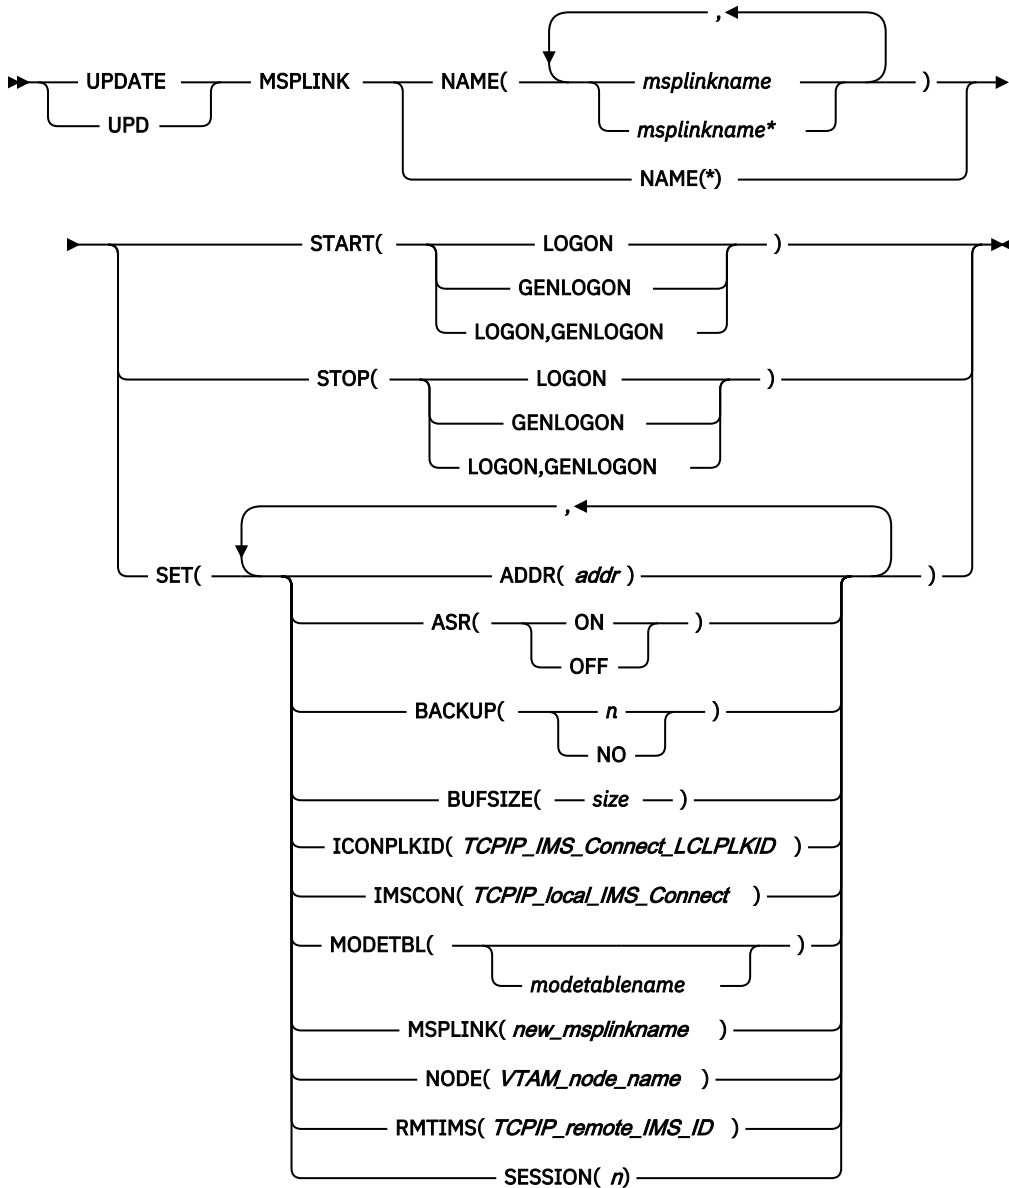 ,
UPDATE MSPLINK NAME( msplinkname )
UPD msplinkname*
NAME(*)
START( LOGON )
GENLOGON
LOGON,GENLOGON
STOP( LOGON )
GENLOGON
LOGON,GENLOGON
,
SET( ADDR( addr ) )
ASR( ON )
OFF
BACKUP( n )
NO
BUFSIZE( size )
ICONPLKID( TCPIP_IMS_Connect_LCLPLKID )
IMSCON( TCPIP_local_IMS_Connect )
MODETBL( )
modetablename
MSPLINK( new_msplinkname )
NODE( VTAM_node_name )
RMTIMS( TCPIP_remote_IMS_ID )
SESSION( n)